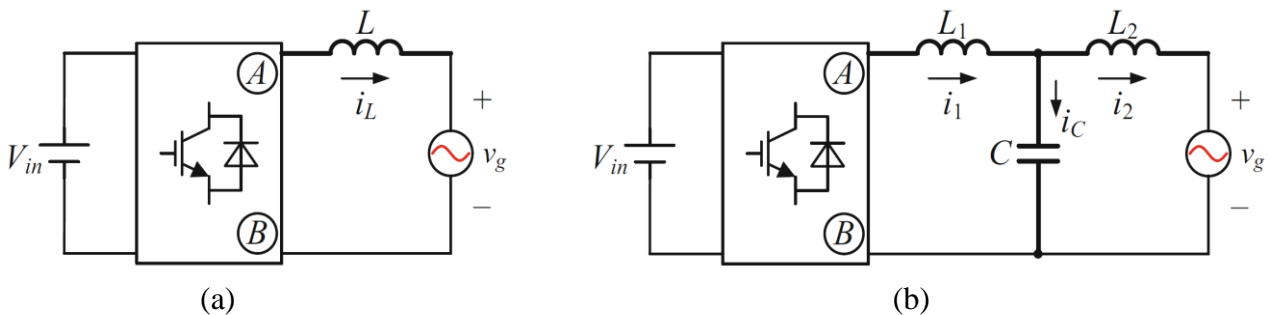 L
A
i_L
V_in
+
v_g
−
B
(a)
L_1
L_2
A
i_1
i_2
i_C
V_in
C
+
v_g
−
B
(b)